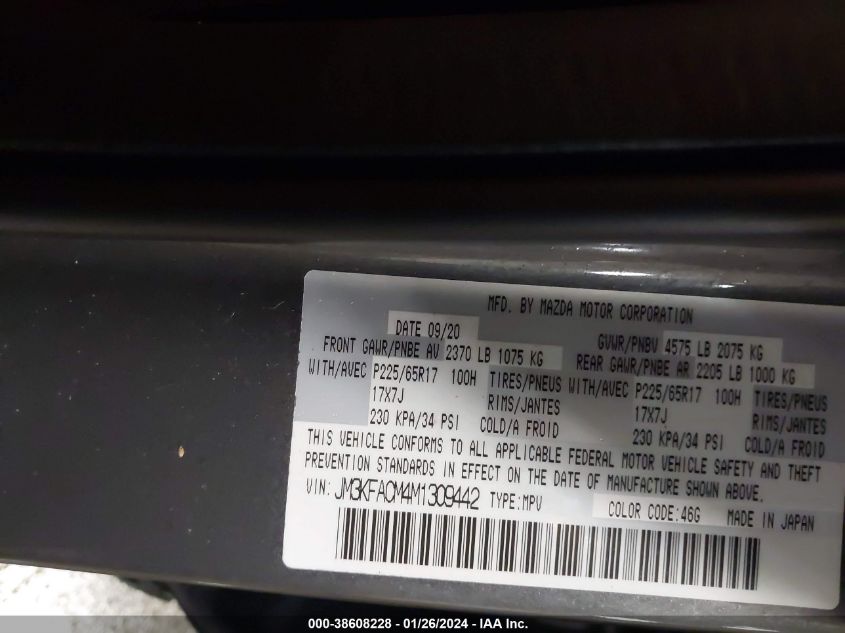 MFD. BY MAZDA MOTOR CORPORATION
DATE 09/20 GVWR/PNBV 4575 LB 2075 KG
FRONT GAWR/PNBE AV 2370 LB 1075 KG REAR GAWR/PNBE AR 2205 LB 1000 KG
WITH/AVEC P225/65R17 100H TIRES/PNEUS WITH/AVEC P225/65R17 100H TIRES/PNEUS
17X7J RIMS/JANTES 17X7J RIMS/JANTES
230 KPA/34 PSI COLD/A FROID 230 KPA/34 PSI COLD/A FROID
THIS VEHICLE CONFORMS TO ALL APPLICABLE FEDERAL MOTOR VEHICLE SAFETY AND THEFT
PREVENTION STANDARDS IN EFFECT ON THE DATE OF MANUFACTURE SHOWN ABOVE.
VIN: JM3KFACM4M1309442 TYPE:MPV COLOR CODE:46G MADE IN JAPAN
000-38608228 - 01/26/2024 - IAA Inc.